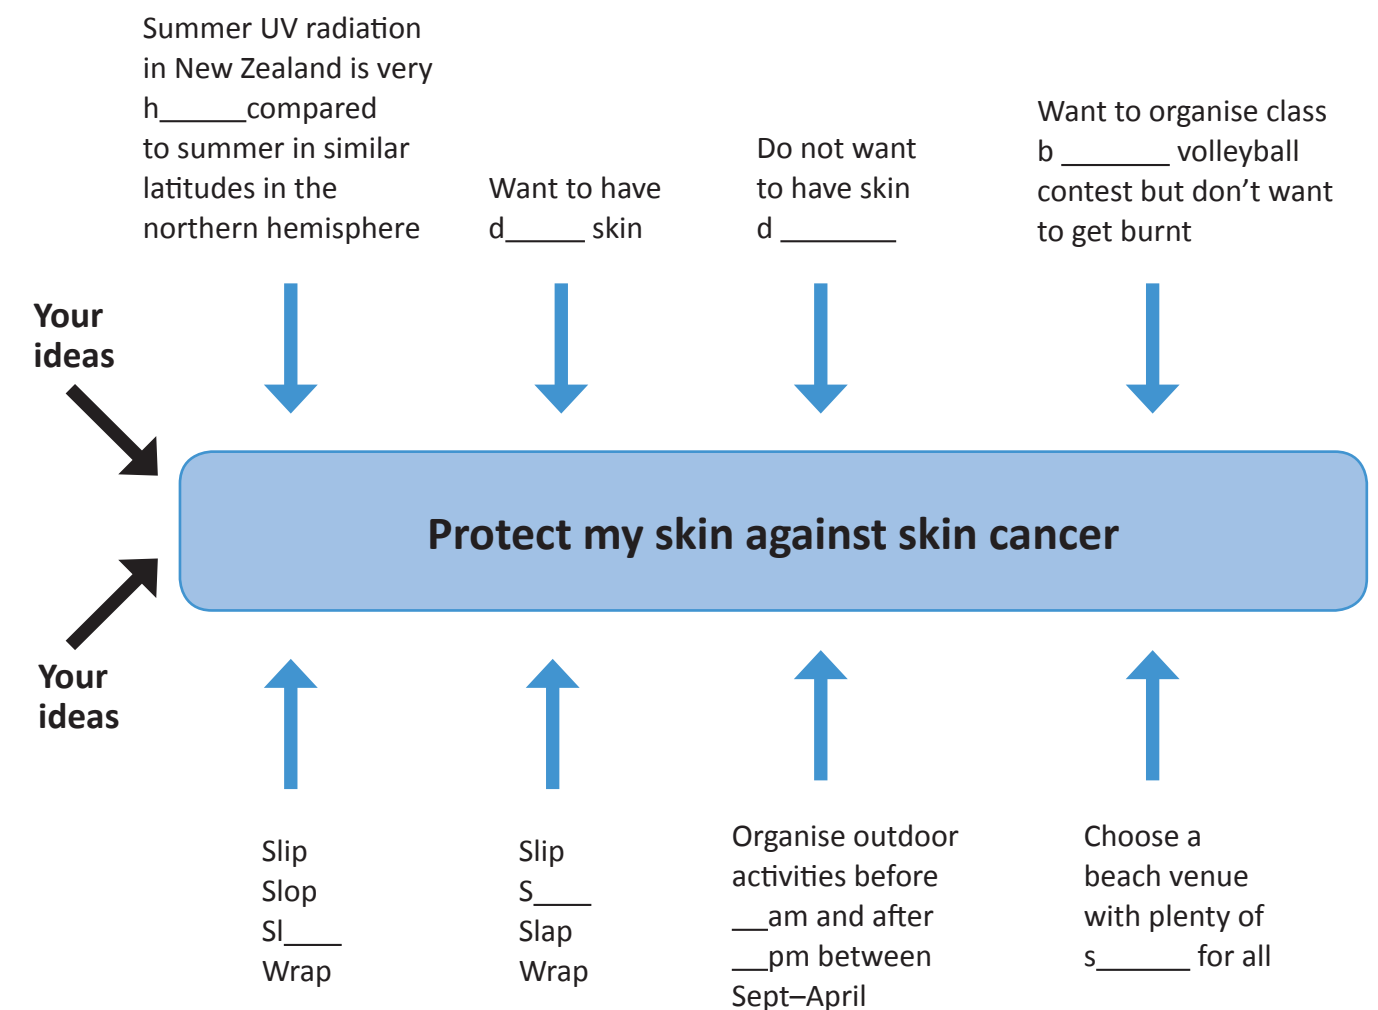 Summer UV radiation
in New Zealand is very
h______compared
to summer in similar
latitudes in the
northern hemisphere
Want to have
d_____ skin
Do not want
to have skin
d ________
Want to organise class
b _______ volleyball
contest but don't want
to get burnt
Your
ideas
Protect my skin against skin cancer
Your
ideas
Slip
Slop
Sl____
Wrap
Slip
S____
Slap
Wrap
Organise outdoor
activities before
__am and after
__pm between
Sept–April
Choose a
beach venue
with plenty of
s______ for all